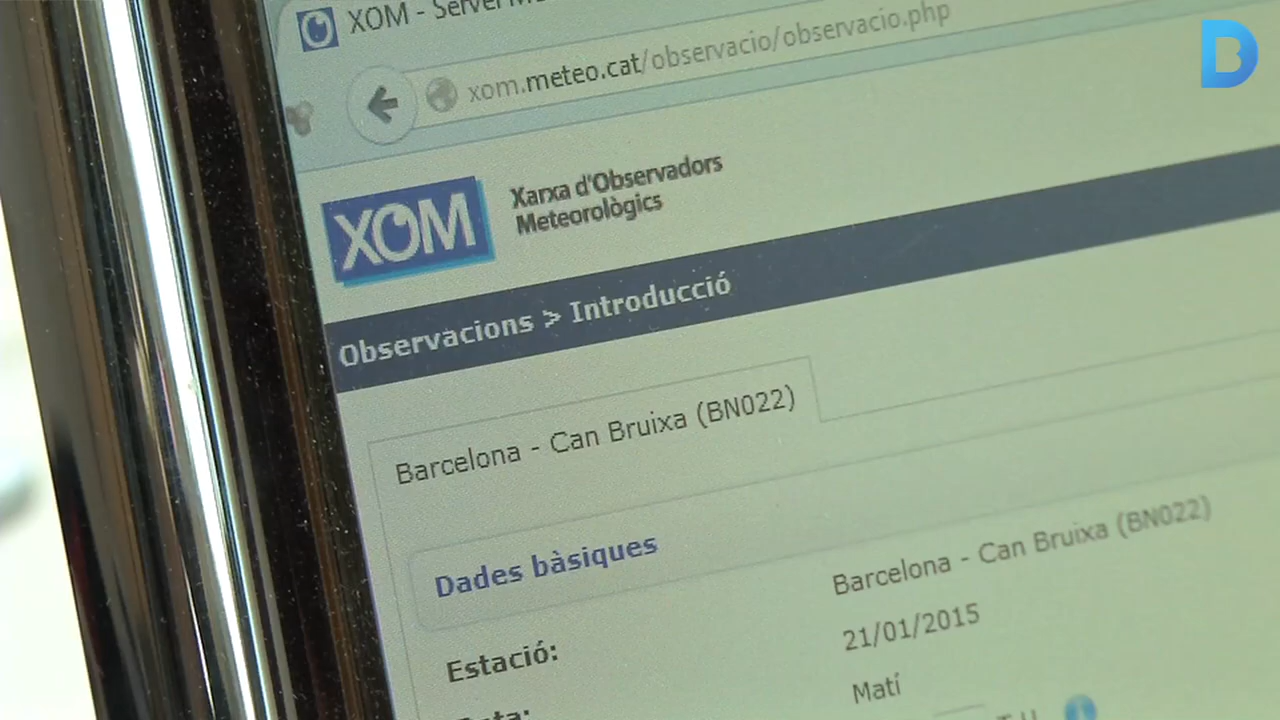 XOM - Servei M
xom.meteo.cat/observacio/observacio.php
XOM
Xarxa d'Observadors
Meteorològics
Observacions > Introducció
Barcelona - Can Bruixa (BN022)
Dades bàsiques
Estació:
Barcelona - Can Bruixa (BN022)
21/01/2015
Matí
B